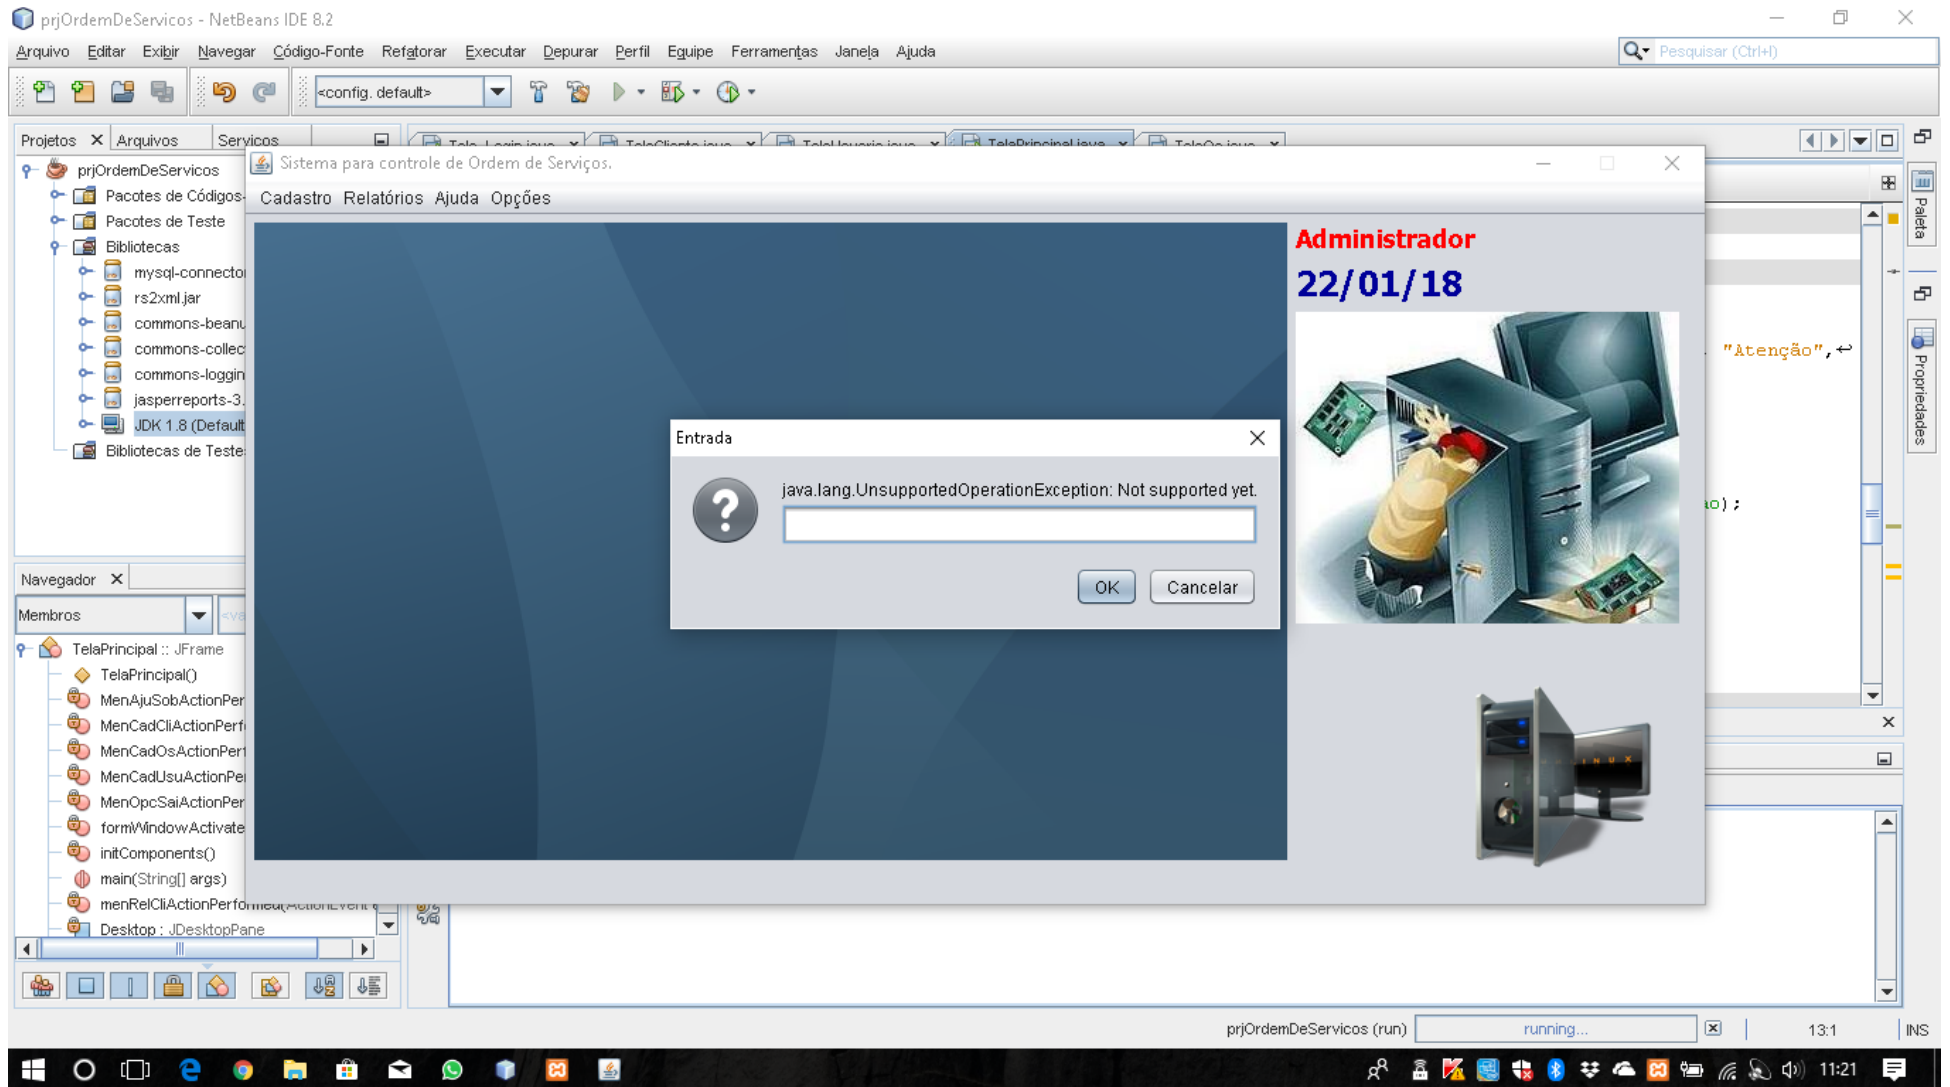 prjOrdemDeServicos - NetBeans IDE 8.2
Arquivo Editar Exibir Navegar Código-Fonte Refatorar Executar Depurar Perfil Equipe Ferramentas Janela Ajuda
Pesquisar (Ctrl+I)
<config. default>
Projetos Arquivos Serviços
TelaPrincipal.java
Sistema para controle de Ordem de Serviços.
Cadastro Relatórios Ajuda Opções
prjOrdemDeServicos
Pacotes de Códigos-
Pacotes de Teste
Bibliotecas
mysql-connector
rs2xml.jar
commons-beanu
commons-collec
commons-loggin
jasperreports-3.
JDK 1.8 (Default
Bibliotecas de Teste
Administrador
22/01/18
Paleta
Propriedades
"Atenção",
ao);
Entrada
java.lang.UnsupportedOperationException: Not supported yet.
OK Cancelar
Navegador
Membros
TelaPrincipal :: JFrame
TelaPrincipal()
MenAjuSobActionPer
MenCadCliActionPerf
MenCadOsActionPerf
MenCadUsuActionPe
MenOpcSaiActionPer
formWindowActivate
initComponents()
main(String[] args)
menRelCliActionPerformed(ActionEvent
Desktop : JDesktopPane
prjOrdemDeServicos (run) running... 13:1 INS
11:21